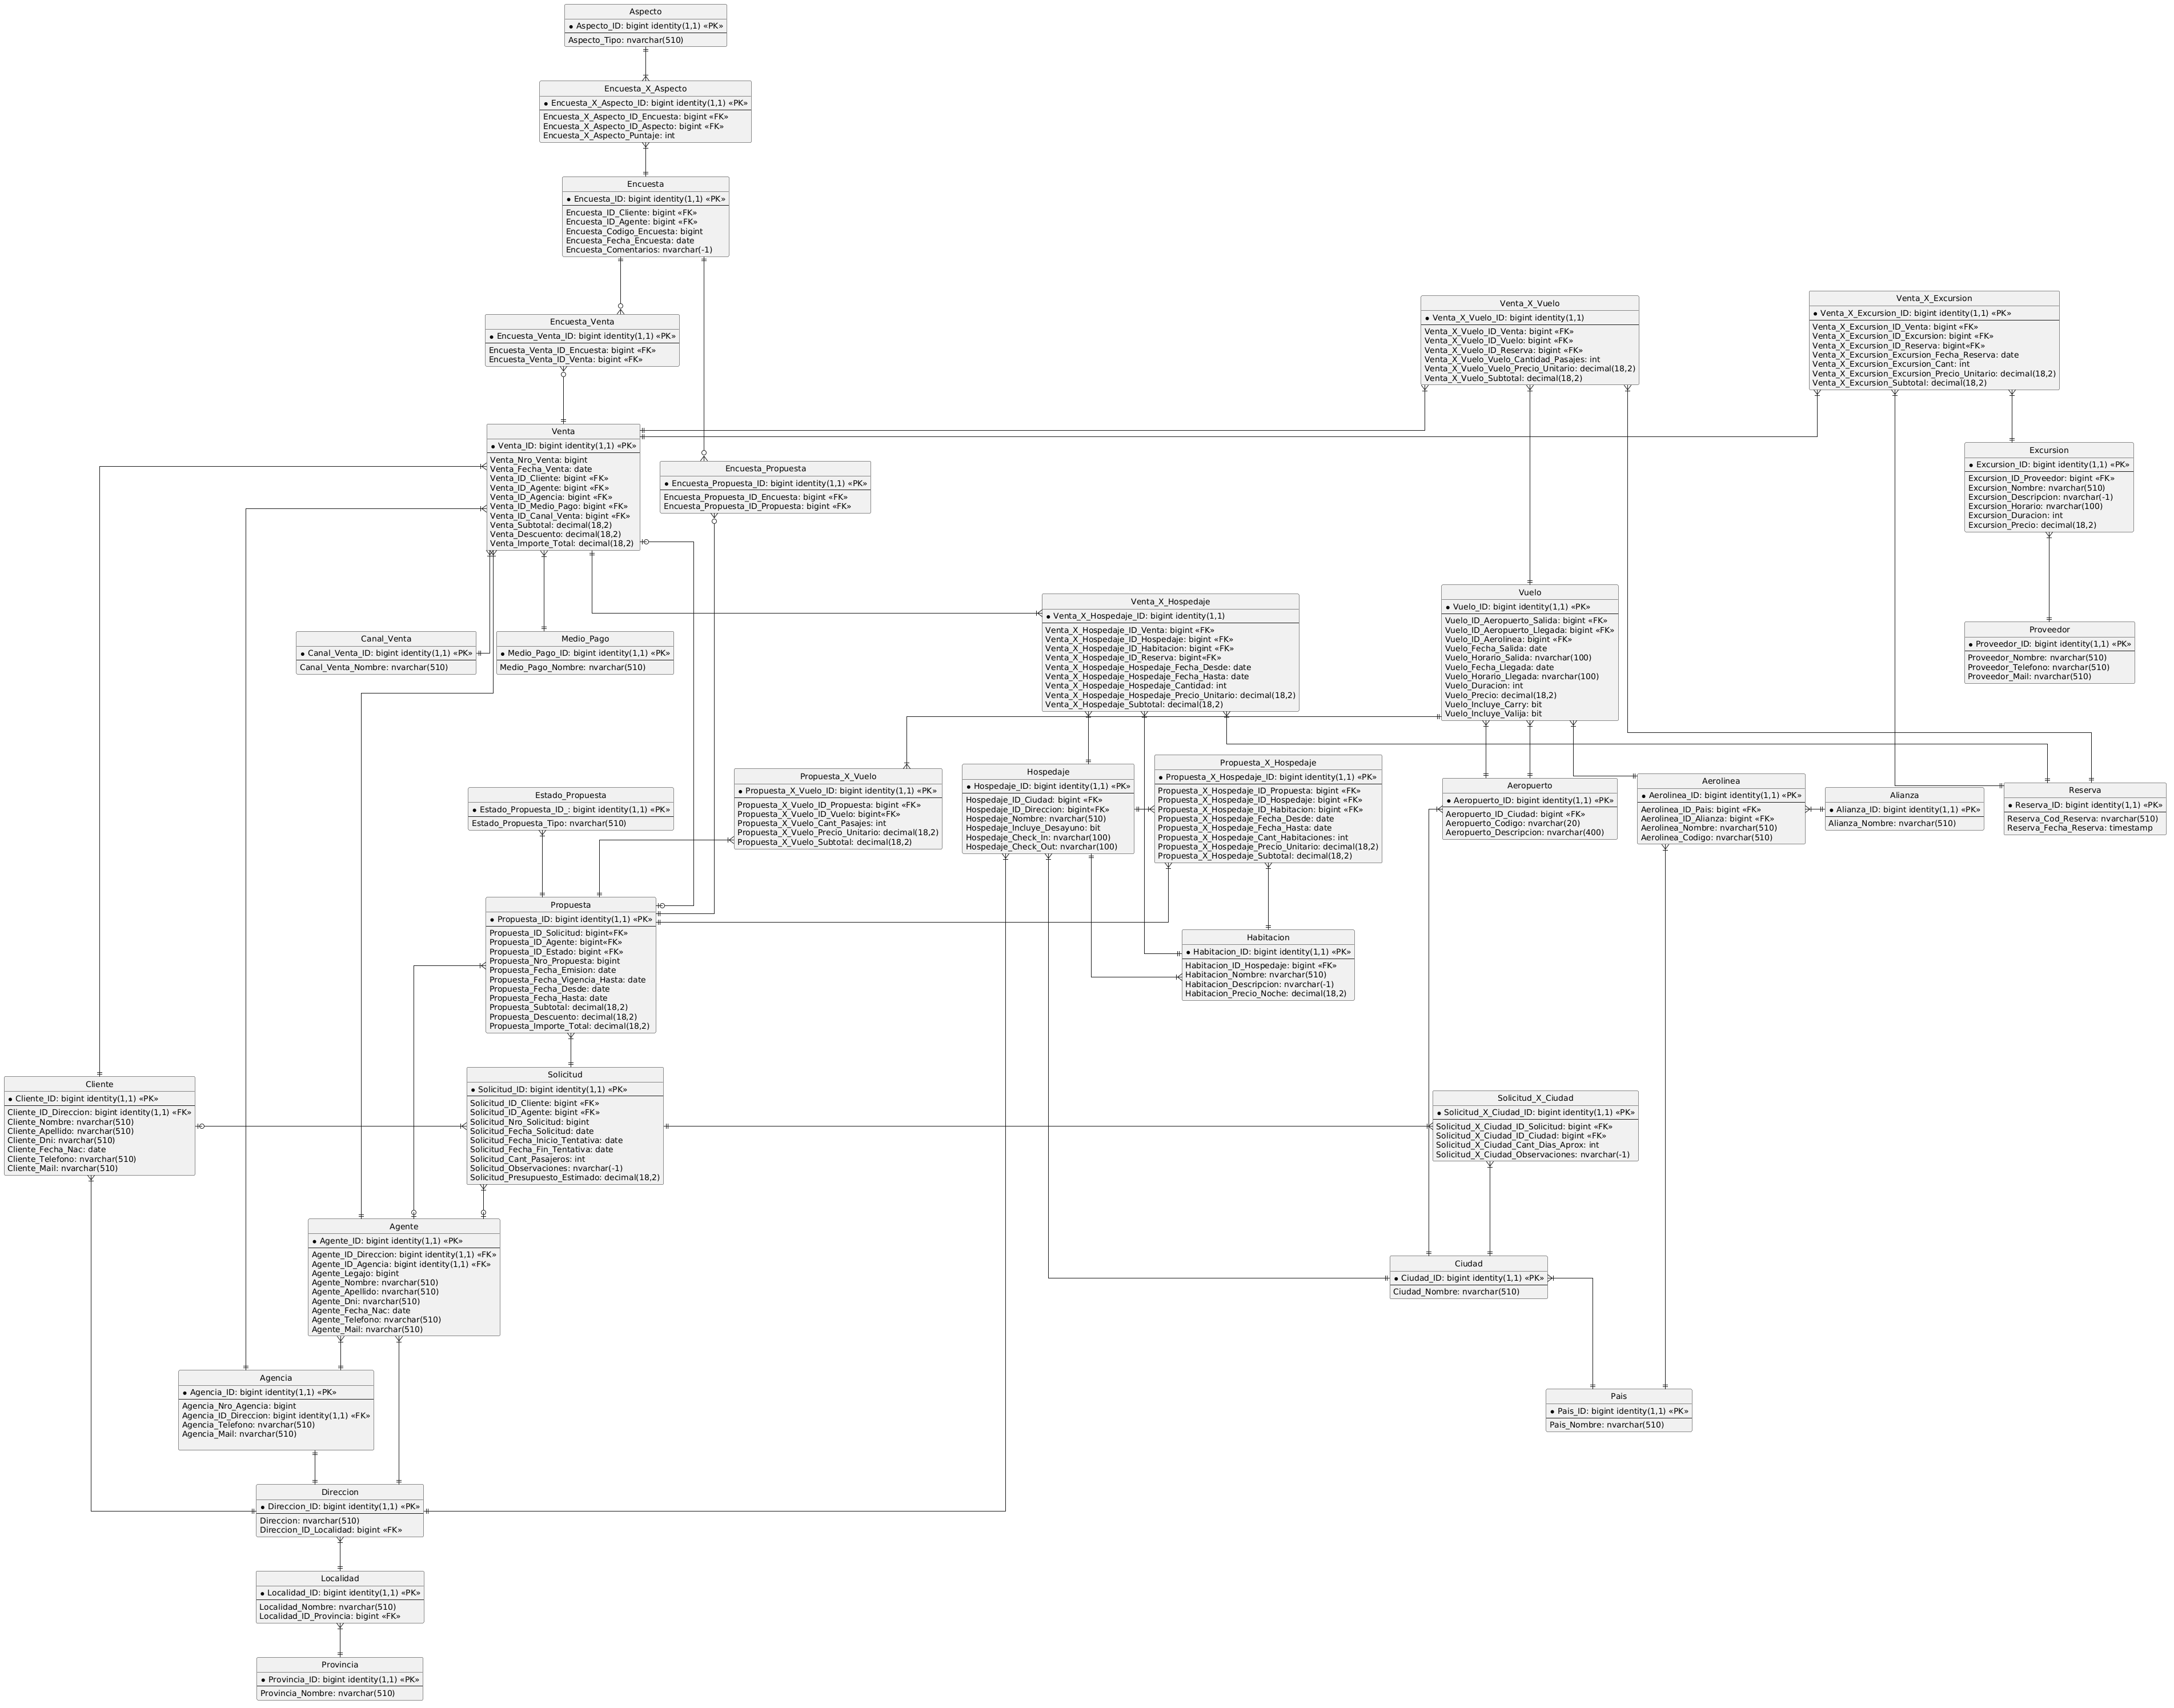 Aspecto
Aspecto_ID: bigint identity(1,1) «PK»
Aspecto_Tipo: nvarchar(510)
Encuesta_X_Aspecto
Encuesta_X_Aspecto_ID: bigint identity(1,1) «PK»
Encuesta_X_Aspecto_ID_Encuesta: bigint «FK»
Encuesta_X_Aspecto_ID_Aspecto: bigint «FK»
Encuesta_X_Aspecto_Puntaje: int
Encuesta
Encuesta_ID: bigint identity(1,1) «PK»
Encuesta_ID_Cliente: bigint «FK»
Encuesta_ID_Agente: bigint «FK»
Encuesta_Codigo_Encuesta: bigint
Encuesta_Fecha_Encuesta: date
Encuesta_Comentarios: nvarchar(-1)
Encuesta_Venta
Encuesta_Venta_ID: bigint identity(1,1) «PK»
Encuesta_Venta_ID_Encuesta: bigint «FK»
Encuesta_Venta_ID_Venta: bigint «FK»
Venta_X_Vuelo
Venta_X_Vuelo_ID: bigint identity(1,1)
Venta_X_Vuelo_ID_Venta: bigint «FK»
Venta_X_Vuelo_ID_Vuelo: bigint «FK»
Venta_X_Vuelo_ID_Reserva: bigint «FK»
Venta_X_Vuelo_Vuelo_Cantidad_Pasajes: int
Venta_X_Vuelo_Vuelo_Precio_Unitario: decimal(18,2)
Venta_X_Vuelo_Subtotal: decimal(18,2)
Venta_X_Excursion
Venta_X_Excursion_ID: bigint identity(1,1) «PK»
Venta_X_Excursion_ID_Venta: bigint «FK»
Venta_X_Excursion_ID_Excursion: bigint «FK»
Venta_X_Excursion_ID_Reserva: bigint«FK»
Venta_X_Excursion_Excursion_Fecha_Reserva: date
Venta_X_Excursion_Excursion_Cant: int
Venta_X_Excursion_Excursion_Precio_Unitario: decimal(18,2)
Venta_X_Excursion_Subtotal: decimal(18,2)
Venta
Venta_ID: bigint identity(1,1) «PK»
Venta_Nro_Venta: bigint
Venta_Fecha_Venta: date
Venta_ID_Cliente: bigint «FK»
Venta_ID_Agente: bigint «FK»
Venta_ID_Agencia: bigint «FK»
Venta_ID_Medio_Pago: bigint «FK»
Venta_ID_Canal_Venta: bigint «FK»
Venta_Subtotal: decimal(18,2)
Venta_Descuento: decimal(18,2)
Venta_Importe_Total: decimal(18,2)
Encuesta_Propuesta
Encuesta_Propuesta_ID: bigint identity(1,1) «PK»
Encuesta_Propuesta_ID_Encuesta: bigint «FK»
Encuesta_Propuesta_ID_Propuesta: bigint «FK»
Excursion
Excursion_ID: bigint identity(1,1) «PK»
Excursion_ID_Proveedor: bigint «FK»
Excursion_Nombre: nvarchar(510)
Excursion_Descripcion: nvarchar(-1)
Excursion_Horario: nvarchar(100)
Excursion_Duracion: int
Excursion_Precio: decimal(18,2)
Canal_Venta
Canal_Venta_ID: bigint identity(1,1) «PK»
Canal_Venta_Nombre: nvarchar(510)
Medio_Pago
Medio_Pago_ID: bigint identity(1,1) «PK»
Medio_Pago_Nombre: nvarchar(510)
Venta_X_Hospedaje
Venta_X_Hospedaje_ID: bigint identity(1,1)
Venta_X_Hospedaje_ID_Venta: bigint «FK»
Venta_X_Hospedaje_ID_Hospedaje: bigint «FK»
Venta_X_Hospedaje_ID_Habitacion: bigint «FK»
Venta_X_Hospedaje_ID_Reserva: bigint«FK»
Venta_X_Hospedaje_Hospedaje_Fecha_Desde: date
Venta_X_Hospedaje_Hospedaje_Fecha_Hasta: date
Venta_X_Hospedaje_Hospedaje_Cantidad: int
Venta_X_Hospedaje_Hospedaje_Precio_Unitario: decimal(18,2)
Venta_X_Hospedaje_Subtotal: decimal(18,2)
Vuelo
Vuelo_ID: bigint identity(1,1) «PK»
Vuelo_ID_Aeropuerto_Salida: bigint «FK»
Vuelo_ID_Aeropuerto_Llegada: bigint «FK»
Vuelo_ID_Aerolinea: bigint «FK»
Vuelo_Fecha_Salida: date
Vuelo_Horario_Salida: nvarchar(100)
Vuelo_Fecha_Llegada: date
Vuelo_Horario_Llegada: nvarchar(100)
Vuelo_Duracion: int
Vuelo_Precio: decimal(18,2)
Vuelo_Incluye_Carry: bit
Vuelo_Incluye_Valija: bit
Proveedor
Proveedor_ID: bigint identity(1,1) «PK»
Proveedor_Nombre: nvarchar(510)
Proveedor_Telefono: nvarchar(510)
Proveedor_Mail: nvarchar(510)
Estado_Propuesta
Estado_Propuesta_ID_: bigint identity(1,1) «PK»
Estado_Propuesta_Tipo: nvarchar(510)
Propuesta_X_Vuelo
Propuesta_X_Vuelo_ID: bigint identity(1,1) «PK»
Propuesta_X_Vuelo_ID_Propuesta: bigint «FK»
Propuesta_X_Vuelo_ID_Vuelo: bigint«FK»
Propuesta_X_Vuelo_Cant_Pasajes: int
Propuesta_X_Vuelo_Precio_Unitario: decimal(18,2)
Propuesta_X_Vuelo_Subtotal: decimal(18,2)
Hospedaje
Hospedaje_ID: bigint identity(1,1) «PK»
Hospedaje_ID_Ciudad: bigint «FK»
Hospedaje_ID_Direccion: bigint«FK»
Hospedaje_Nombre: nvarchar(510)
Hospedaje_Incluye_Desayuno: bit
Hospedaje_Check_In: nvarchar(100)
Hospedaje_Check_Out: nvarchar(100)
Propuesta_X_Hospedaje
Propuesta_X_Hospedaje_ID: bigint identity(1,1) «PK»
Propuesta_X_Hospedaje_ID_Propuesta: bigint «FK»
Propuesta_X_Hospedaje_ID_Hospedaje: bigint «FK»
Propuesta_X_Hospedaje_ID_Habitacion: bigint «FK»
Propuesta_X_Hospedaje_Fecha_Desde: date
Propuesta_X_Hospedaje_Fecha_Hasta: date
Propuesta_X_Hospedaje_Cant_Habitaciones: int
Propuesta_X_Hospedaje_Precio_Unitario: decimal(18,2)
Propuesta_X_Hospedaje_Subtotal: decimal(18,2)
Aeropuerto
Aeropuerto_ID: bigint identity(1,1) «PK»
Aeropuerto_ID_Ciudad: bigint «FK»
Aeropuerto_Codigo: nvarchar(20)
Aeropuerto_Descripcion: nvarchar(400)
Aerolinea
Aerolinea_ID: bigint identity(1,1) «PK»
Aerolinea_ID_Pais: bigint «FK»
Aerolinea_ID_Alianza: bigint «FK»
Aerolinea_Nombre: nvarchar(510)
Aerolinea_Codigo: nvarchar(510)
Alianza
Alianza_ID: bigint identity(1,1) «PK»
Alianza_Nombre: nvarchar(510)
Reserva
Reserva_ID: bigint identity(1,1) «PK»
Reserva_Cod_Reserva: nvarchar(510)
Reserva_Fecha_Reserva: timestamp
Propuesta
Propuesta_ID: bigint identity(1,1) «PK»
Propuesta_ID_Solicitud: bigint«FK»
Propuesta_ID_Agente: bigint«FK»
Propuesta_ID_Estado: bigint «FK»
Propuesta_Nro_Propuesta: bigint
Propuesta_Fecha_Emision: date
Propuesta_Fecha_Vigencia_Hasta: date
Propuesta_Fecha_Desde: date
Propuesta_Fecha_Hasta: date
Propuesta_Subtotal: decimal(18,2)
Propuesta_Descuento: decimal(18,2)
Propuesta_Importe_Total: decimal(18,2)
Habitacion
Habitacion_ID: bigint identity(1,1) «PK»
Habitacion_ID_Hospedaje: bigint «FK»
Habitacion_Nombre: nvarchar(510)
Habitacion_Descripcion: nvarchar(-1)
Habitacion_Precio_Noche: decimal(18,2)
Cliente
Cliente_ID: bigint identity(1,1) «PK»
Cliente_ID_Direccion: bigint identity(1,1) «FK»
Cliente_Nombre: nvarchar(510)
Cliente_Apellido: nvarchar(510)
Cliente_Dni: nvarchar(510)
Cliente_Fecha_Nac: date
Cliente_Telefono: nvarchar(510)
Cliente_Mail: nvarchar(510)
Solicitud
Solicitud_ID: bigint identity(1,1) «PK»
Solicitud_ID_Cliente: bigint «FK»
Solicitud_ID_Agente: bigint «FK»
Solicitud_Nro_Solicitud: bigint
Solicitud_Fecha_Solicitud: date
Solicitud_Fecha_Inicio_Tentativa: date
Solicitud_Fecha_Fin_Tentativa: date
Solicitud_Cant_Pasajeros: int
Solicitud_Observaciones: nvarchar(-1)
Solicitud_Presupuesto_Estimado: decimal(18,2)
Solicitud_X_Ciudad
Solicitud_X_Ciudad_ID: bigint identity(1,1) «PK»
Solicitud_X_Ciudad_ID_Solicitud: bigint «FK»
Solicitud_X_Ciudad_ID_Ciudad: bigint «FK»
Solicitud_X_Ciudad_Cant_Dias_Aprox: int
Solicitud_X_Ciudad_Observaciones: nvarchar(-1)
Agente
Agente_ID: bigint identity(1,1) «PK»
Agente_ID_Direccion: bigint identity(1,1) «FK»
Agente_ID_Agencia: bigint identity(1,1) «FK»
Agente_Legajo: bigint
Agente_Nombre: nvarchar(510)
Agente_Apellido: nvarchar(510)
Agente_Dni: nvarchar(510)
Agente_Fecha_Nac: date
Agente_Telefono: nvarchar(510)
Agente_Mail: nvarchar(510)
Ciudad
Ciudad_ID: bigint identity(1,1) «PK»
Ciudad_Nombre: nvarchar(510)
Agencia
Agencia_ID: bigint identity(1,1) «PK»
Agencia_Nro_Agencia: bigint
Agencia_ID_Direccion: bigint identity(1,1) «FK»
Agencia_Telefono: nvarchar(510)
Agencia_Mail: nvarchar(510)
Pais
Pais_ID: bigint identity(1,1) «PK»
Pais_Nombre: nvarchar(510)
Direccion
Direccion_ID: bigint identity(1,1) «PK»
Direccion: nvarchar(510)
Direccion_ID_Localidad: bigint «FK»
Localidad
Localidad_ID: bigint identity(1,1) «PK»
Localidad_Nombre: nvarchar(510)
Localidad_ID_Provincia: bigint «FK»
Provincia
Provincia_ID: bigint identity(1,1) «PK»
Provincia_Nombre: nvarchar(510)